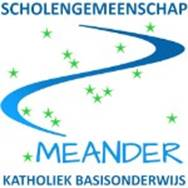 SCHOLENGEMEENSCHAP
MEANDER
KATHOLIEK BASISONDERWIJS